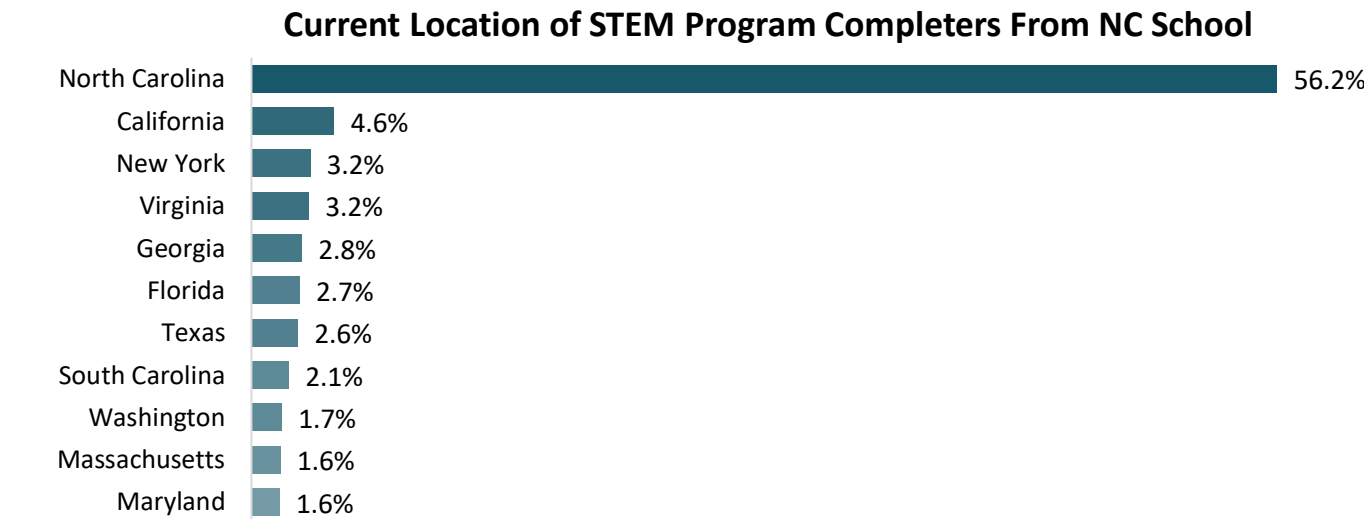 Current Location of STEM Program Completers From NC School
North Carolina 56.2%
California 4.6%
New York 3.2%
Virginia 3.2%
Georgia 2.8%
Florida 2.7%
Texas 2.6%
South Carolina 2.1%
Washington 1.7%
Massachusetts 1.6%
Maryland 1.6%